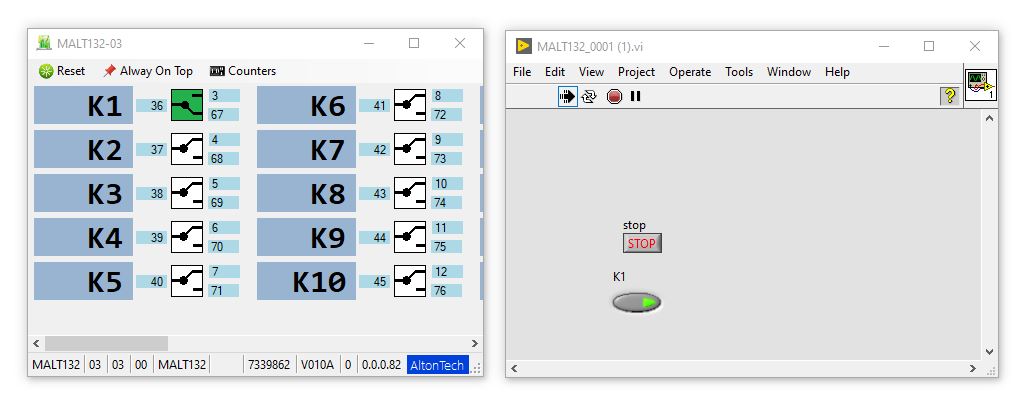 MALT132-03
Reset Alway On Top Counters
K1 36 3 67 K6 41 8 72
K2 37 4 68 K7 42 9 73
K3 38 5 69 K8 43 10 74
K4 39 6 70 K9 44 11 75
K5 40 7 71 K10 45 12 76
MALT132 03 03 00 MALT132 7339862 V010A 0 0.0.0.82 AltonTech
MALT132_0001 (1).vi
File Edit View Project Operate Tools Window Help
?
1
stop
STOP
K1